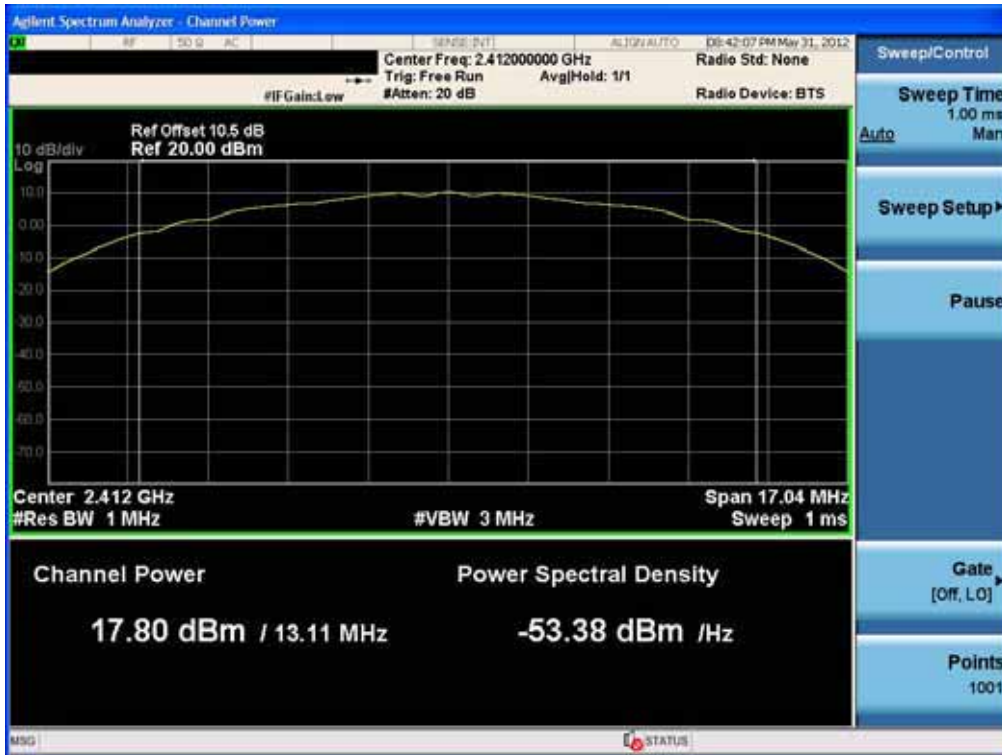 Agilent Spectrum Analyzer - Channel Power
RF 50 Ω AC SENSE:INT ALIGN AUTO 08:42:07 PM May 31, 2012
Center Freq: 2.412000000 GHz Radio Std: None
Trig: Free Run Avg|Hold: 1/1
#IFGain:Low #Atten: 20 dB Radio Device: BTS
Ref Offset 10.5 dB
10 dB/div Ref 20.00 dBm
Log
10.0
0.00
-10.0
-20.0
-30.0
-40.0
-50.0
-60.0
-70.0
Center 2.412 GHz Span 17.04 MHz
#Res BW 1 MHz #VBW 3 MHz Sweep 1 ms
Channel Power Power Spectral Density
17.80 dBm / 13.11 MHz -53.38 dBm /Hz
MSG STATUS
Sweep/Control
Sweep Time
1.00 ms
Auto Man
Sweep Setup
Pause
Gate
[Off, LO]
Points
1001